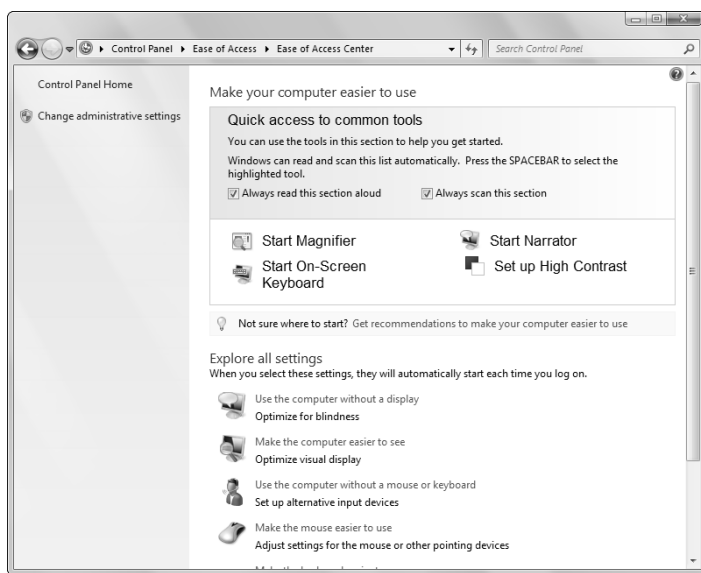 Control Panel Ease of Access Ease of Access Center Search Control Panel
Control Panel Home
Change administrative settings
Make your computer easier to use
Quick access to common tools
You can use the tools in this section to help you get started.
Windows can read and scan this list automatically. Press the SPACEBAR to select the
highlighted tool.
Always read this section aloud Always scan this section
Start Magnifier Start Narrator
Start On-Screen
Keyboard
Set up High Contrast
Not sure where to start? Get recommendations to make your computer easier to use
Explore all settings
When you select these settings, they will automatically start each time you log on.
Use the computer without a display
Optimize for blindness
Make the computer easier to see
Optimize visual display
Use the computer without a mouse or keyboard
Set up alternative input devices
Make the mouse easier to use
Adjust settings for the mouse or other pointing devices